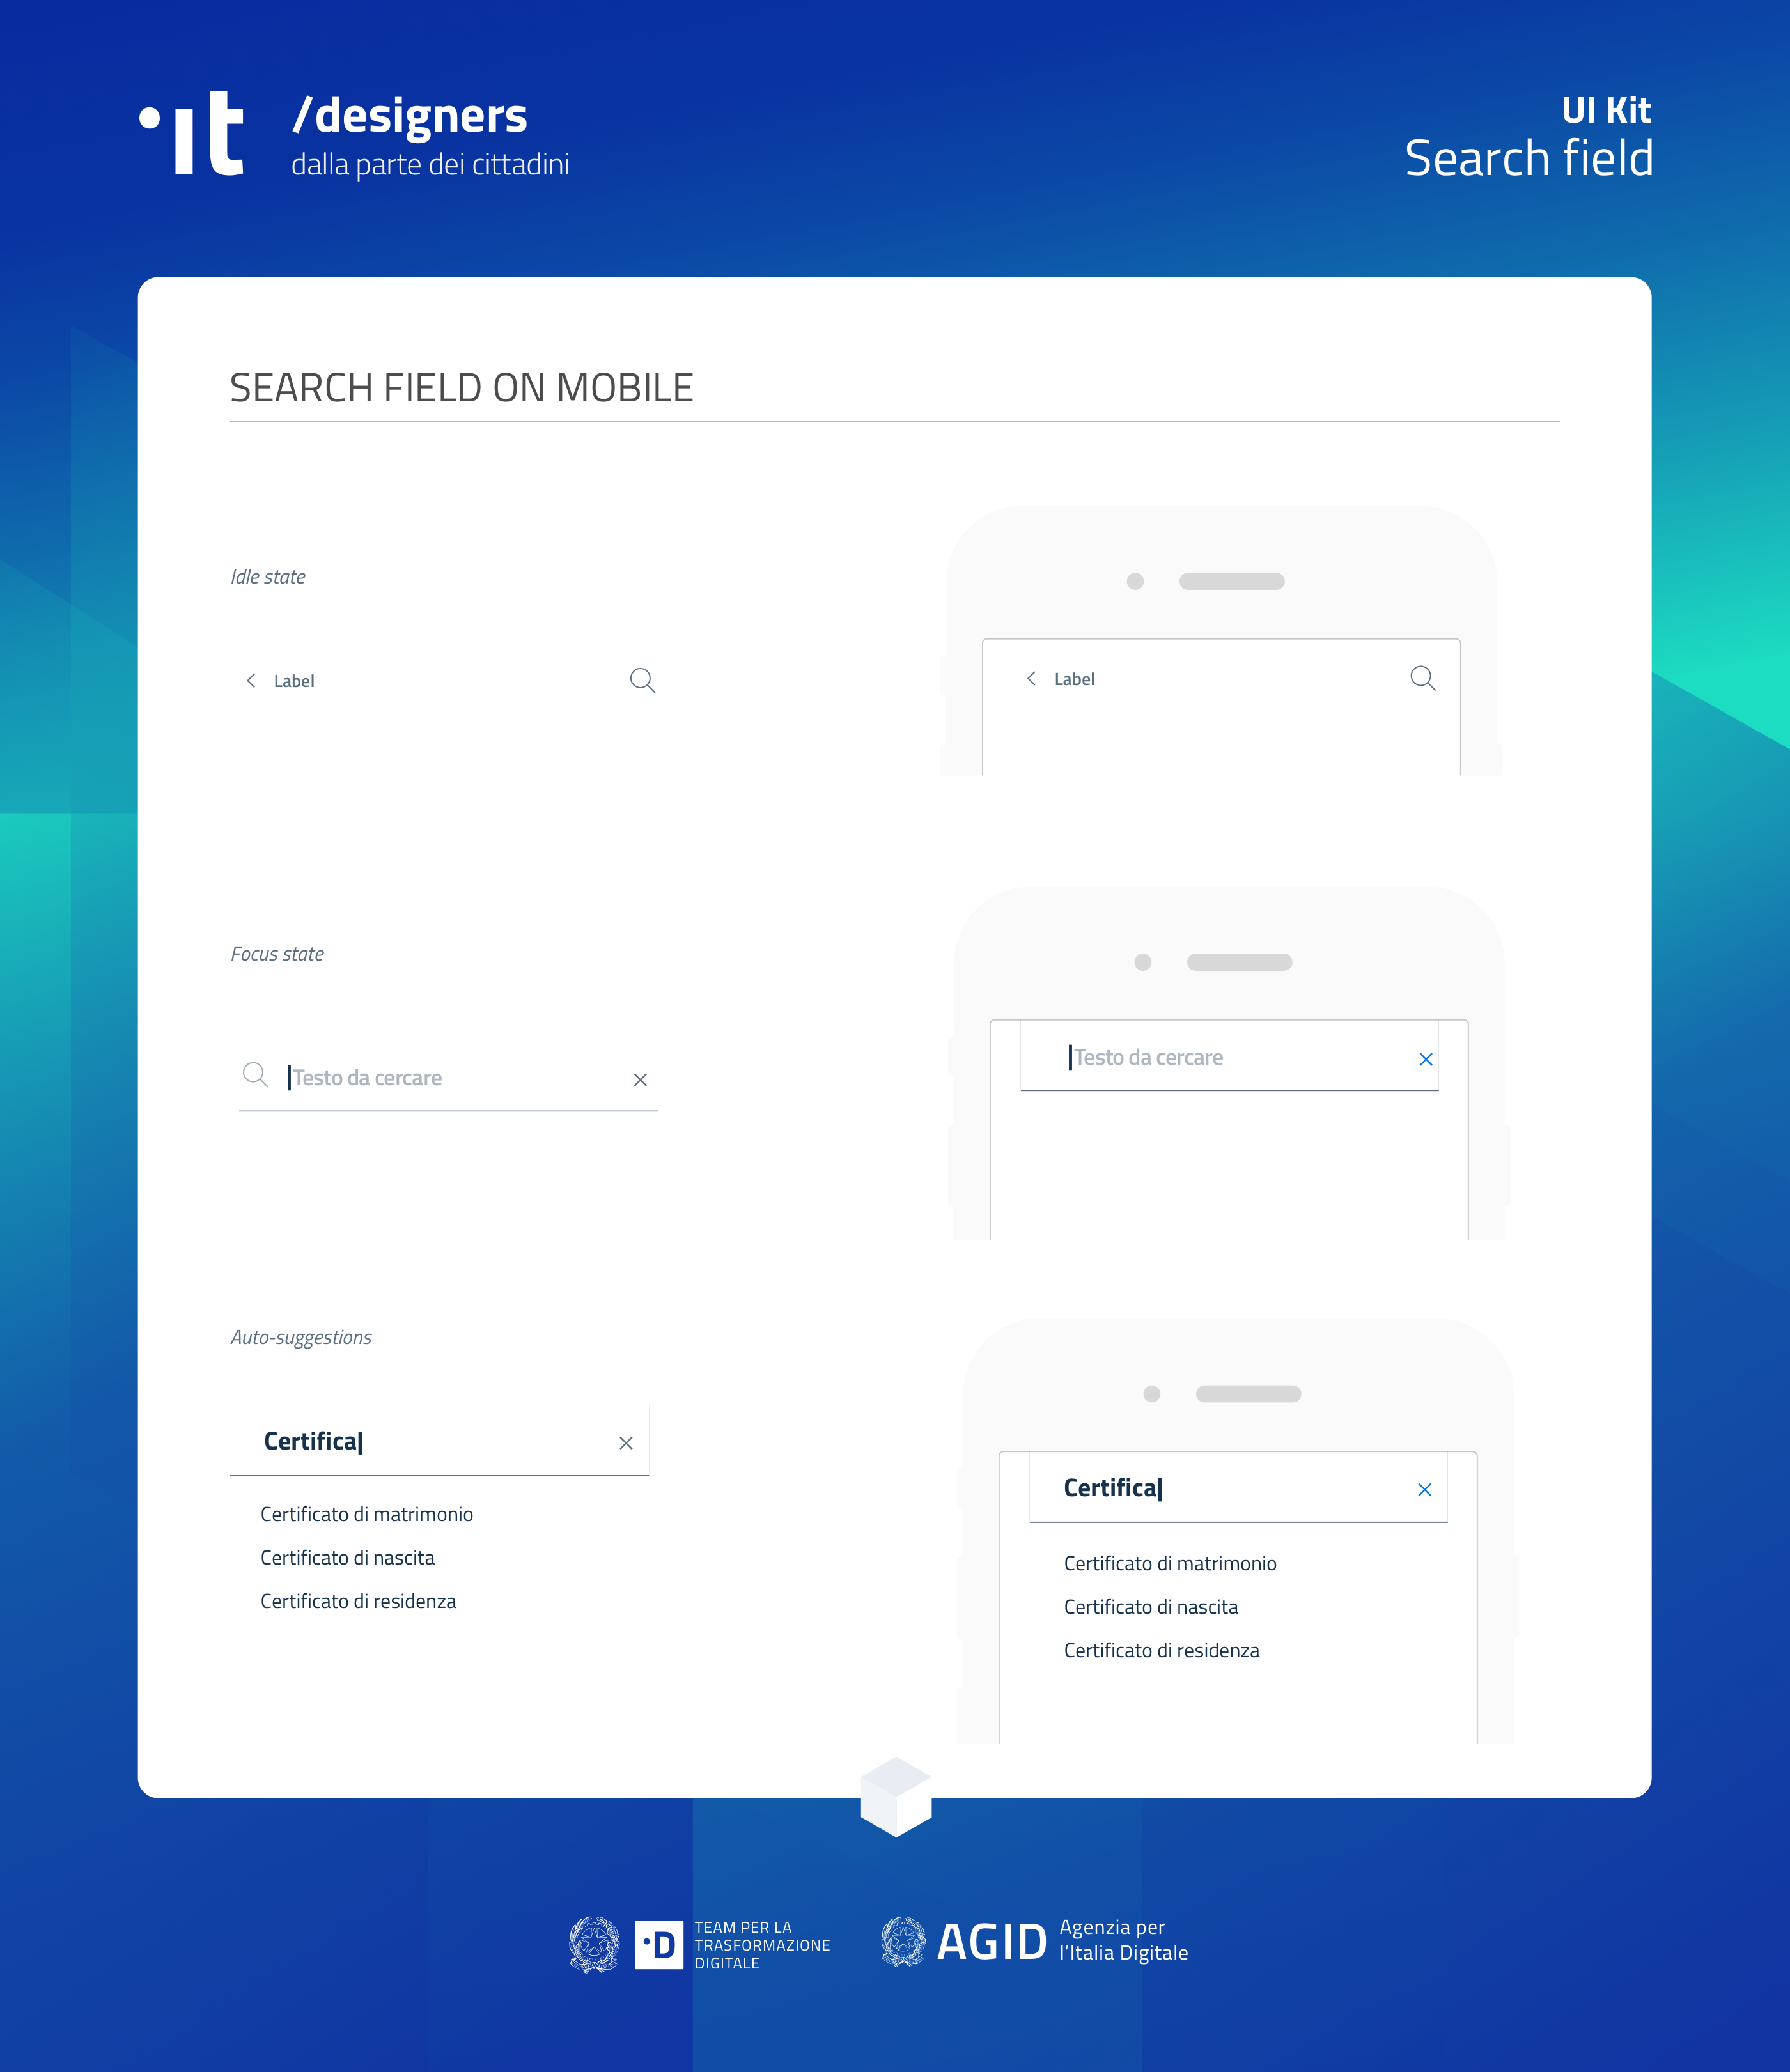 it
/designers
dalla parte dei cittadini
UI Kit
Search field
SEARCH FIELD ON MOBILE
Idle state
Label
Label
Focus state
Testo da cercare
Testo da cercare
Auto-suggestions
Certifica
Certificato di matrimonio
Certificato di nascita
Certificato di residenza
Certifica
Certificato di matrimonio
Certificato di nascita
Certificato di residenza
D
TEAM PER LA
TRASFORMAZIONE
DIGITALE
AGID
Agenzia per
l'Italia Digitale